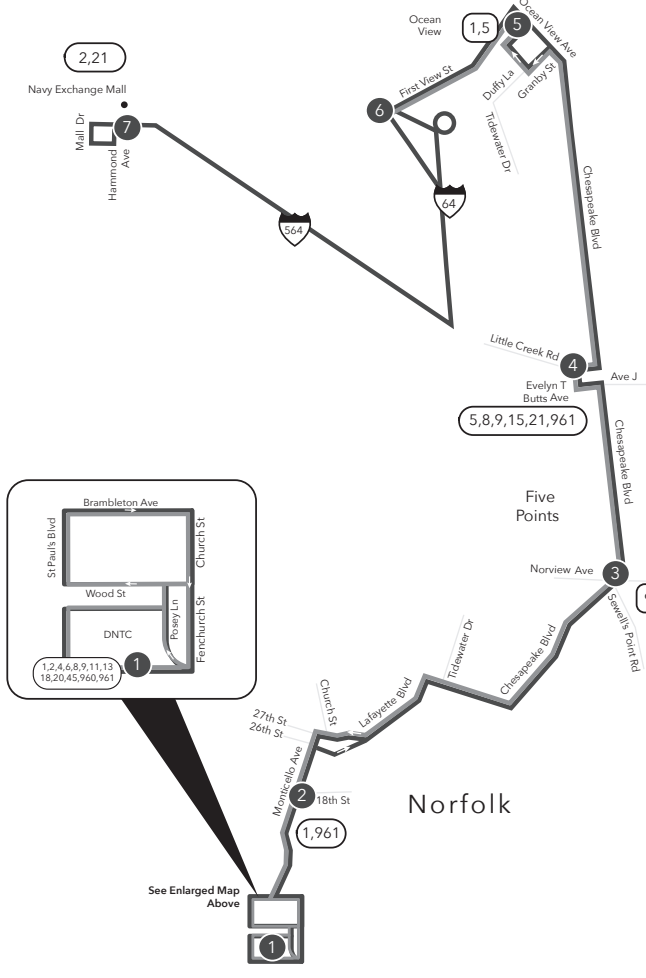 Ocean View Ave
Ocean
View
1,5
5
2,21
Navy Exchange Mall
Mall Dr
Hammond
Ave
7
First View St
6
Duffy La
Granby St
Tidewater Dr
Chesapeake Blvd
64
564
Little Creek Rd
4
Evelyn T
Butts Ave
Ave J
5,8,9,15,21,961
Chesapeake Blvd
Five
Points
Norview Ave
3
Sewell's Point Rd
Brambleton Ave
St Paul's Blvd
Church St
Wood St
Posey Ln
Fenchurch St
DNTC
1
1,2,4,6,8,9,11,13
18,20,45,960,961
Tidewater Dr
Chesapeake Blvd
Church St
Lafayette Blvd
27th St
26th St
Monticello Ave
2
18th St
1,961
Norfolk
See Enlarged Map
Above
1